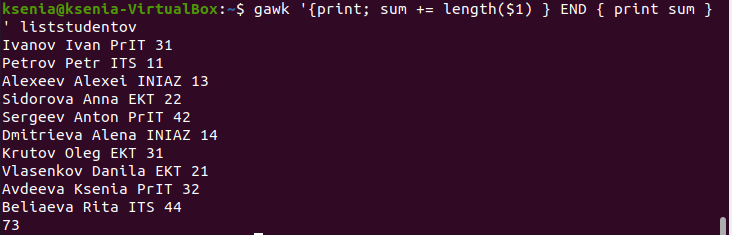 ksenia@ksenia-VirtualBox:~$ gawk '{print; sum += length($1) } END { print sum }
' liststudentov
Ivanov Ivan PrIT 31
Petrov Petr ITS 11
Alexeev Alexei INIAZ 13
Sidorova Anna EKT 22
Sergeev Anton PrIT 42
Dmitrieva Alena INIAZ 14
Krutov Oleg EKT 31
Vlasenkov Danila EKT 21
Avdeeva Ksenia PrIT 32
Beliaeva Rita ITS 44
73